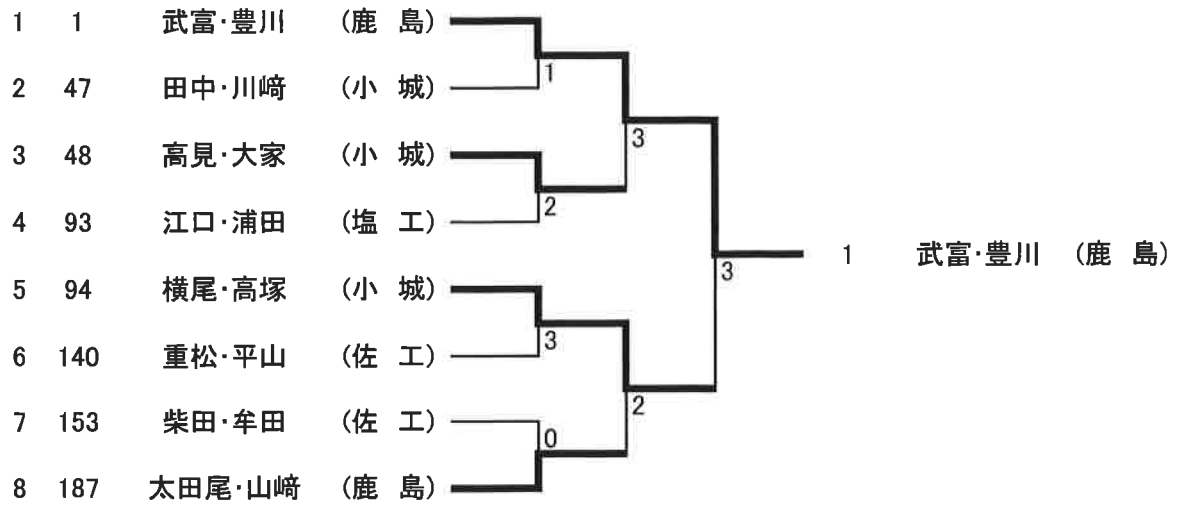 1 1 武富・豊川 (鹿 島)
1
2 47 田中・川﨑 (小 城)
3
3 48 高見・大家 (小 城)
2
4 93 江口・浦田 (塩 工)
1 武富・豊川 (鹿 島)
3
5 94 横尾・高塚 (小 城)
3
6 140 重松・平山 (佐 工)
2
7 153 柴田・牟田 (佐 工)
0
8 187 太田尾・山﨑 (鹿 島)